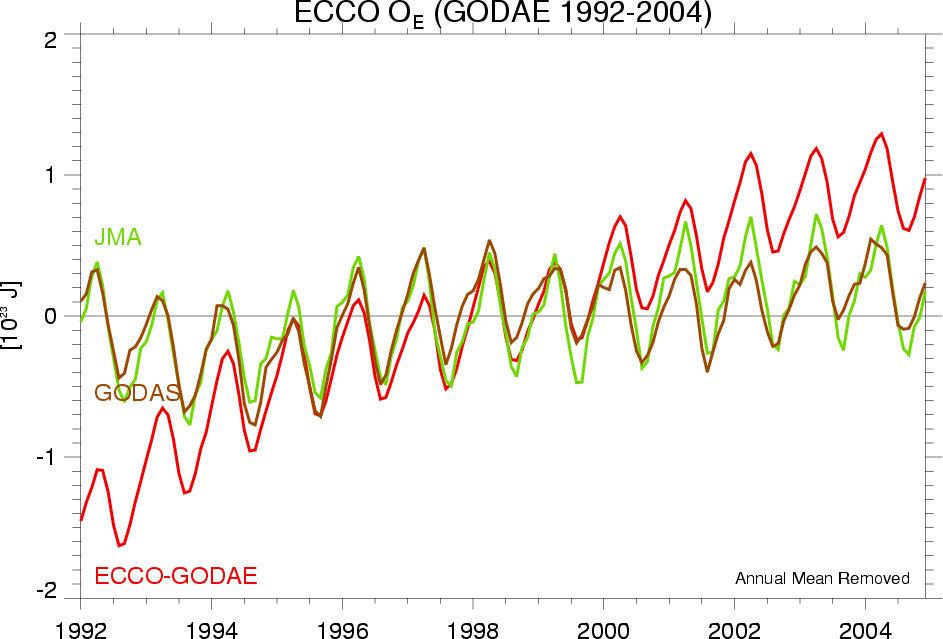 ECCO O_E (GODAE 1992-2004)
2
1
0
-1
-2
[10²³ J]
JMA
GODAS
ECCO-GODAE
Annual Mean Removed
1992 1994 1996 1998 2000 2002 2004